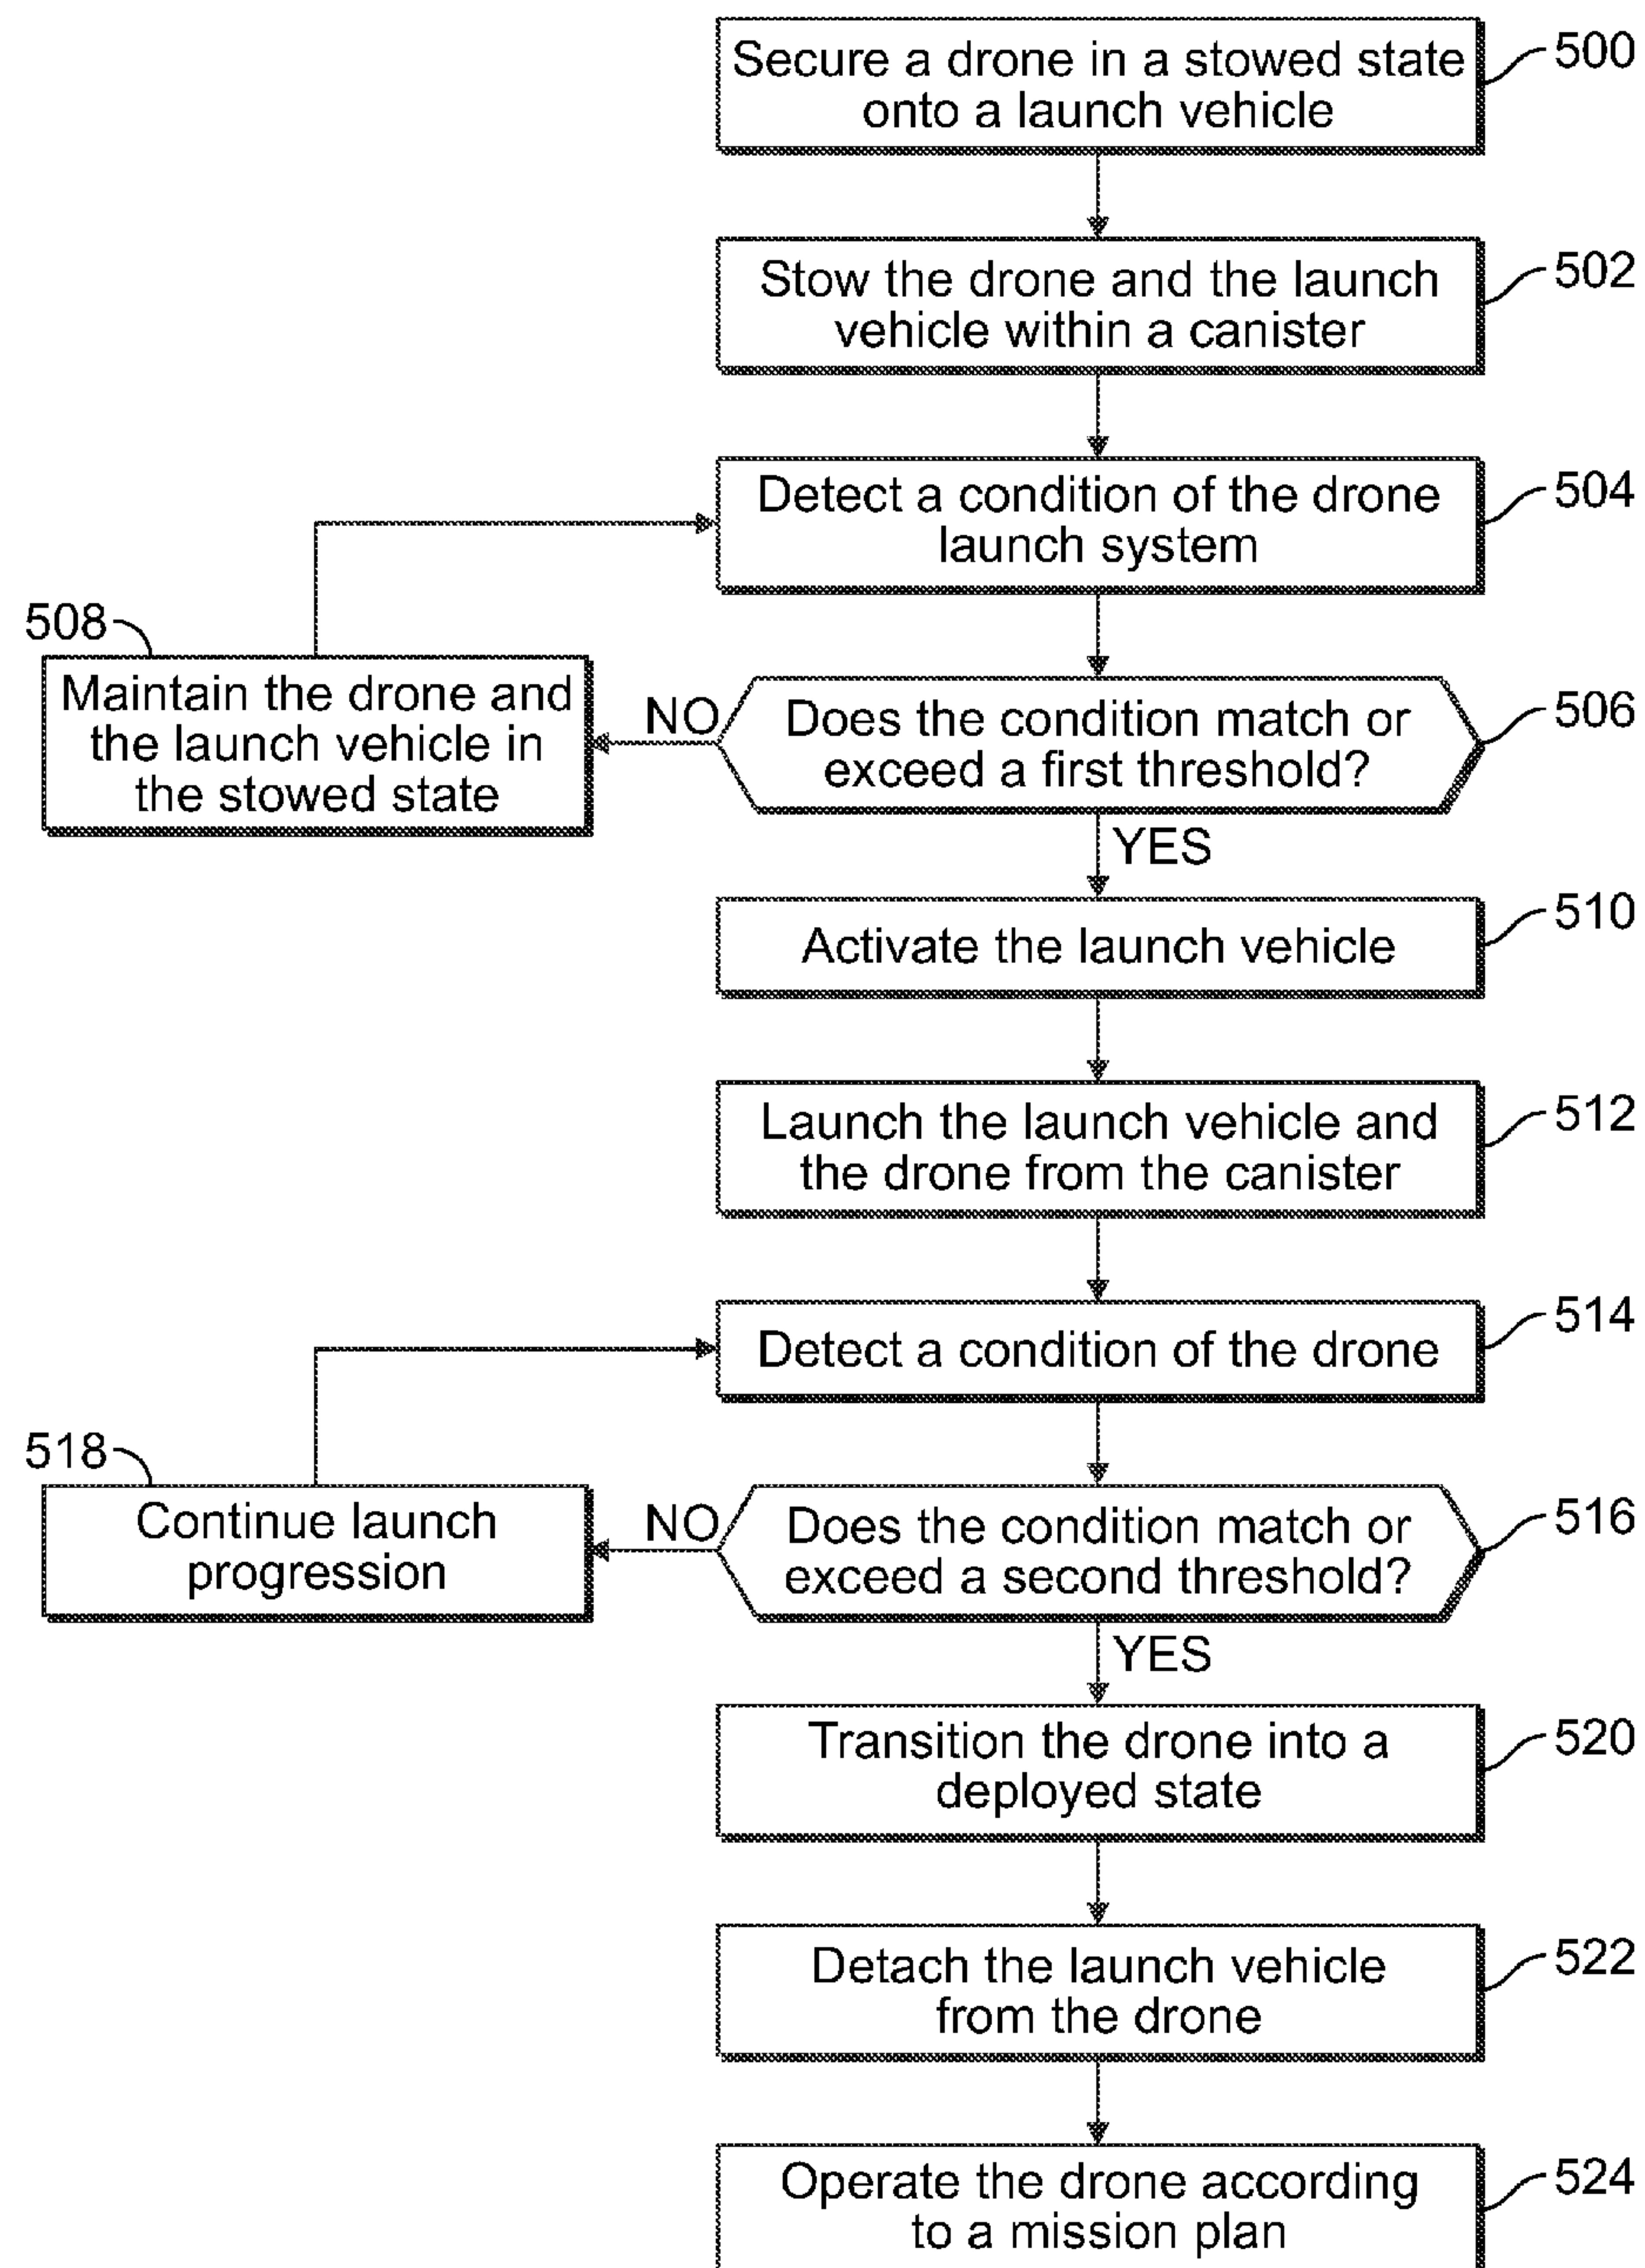 Secure a drone in a stowed state
onto a launch vehicle
500
Stow the drone and the launch
vehicle within a canister
502
Detect a condition of the drone
launch system
504
Does the condition match or
exceed a first threshold?
506
NO
508
Maintain the drone and
the launch vehicle in
the stowed state
YES
Activate the launch vehicle
510
Launch the launch vehicle and
the drone from the canister
512
Detect a condition of the drone
514
Does the condition match or
exceed a second threshold?
516
NO
518
Continue launch
progression
YES
Transition the drone into a
deployed state
520
Detach the launch vehicle
from the drone
522
Operate the drone according
to a mission plan
524